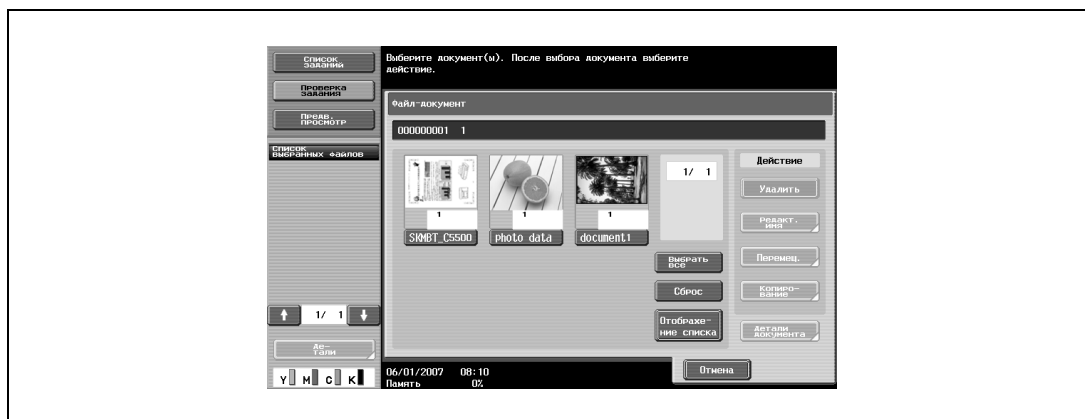 Список
заданий
Проверка
задания
Предв.
просмотр
Список
выбранных файлов
1/ 1
Де-
тали
Y M C K
Выберите документ(ы). После выбора документа выберите
действие.
Файл-документ
000000001 1
1
SKMBT_C5500
1
photo data
1
document1
1/ 1
Выбрать
все
Сброс
Отображе-
ние списка
Действие
Удалить
Редакт.
имя
Перемещ.
Копиро-
вание
Детали
документа
Отмена
06/01/2007 08:10
Память 0%